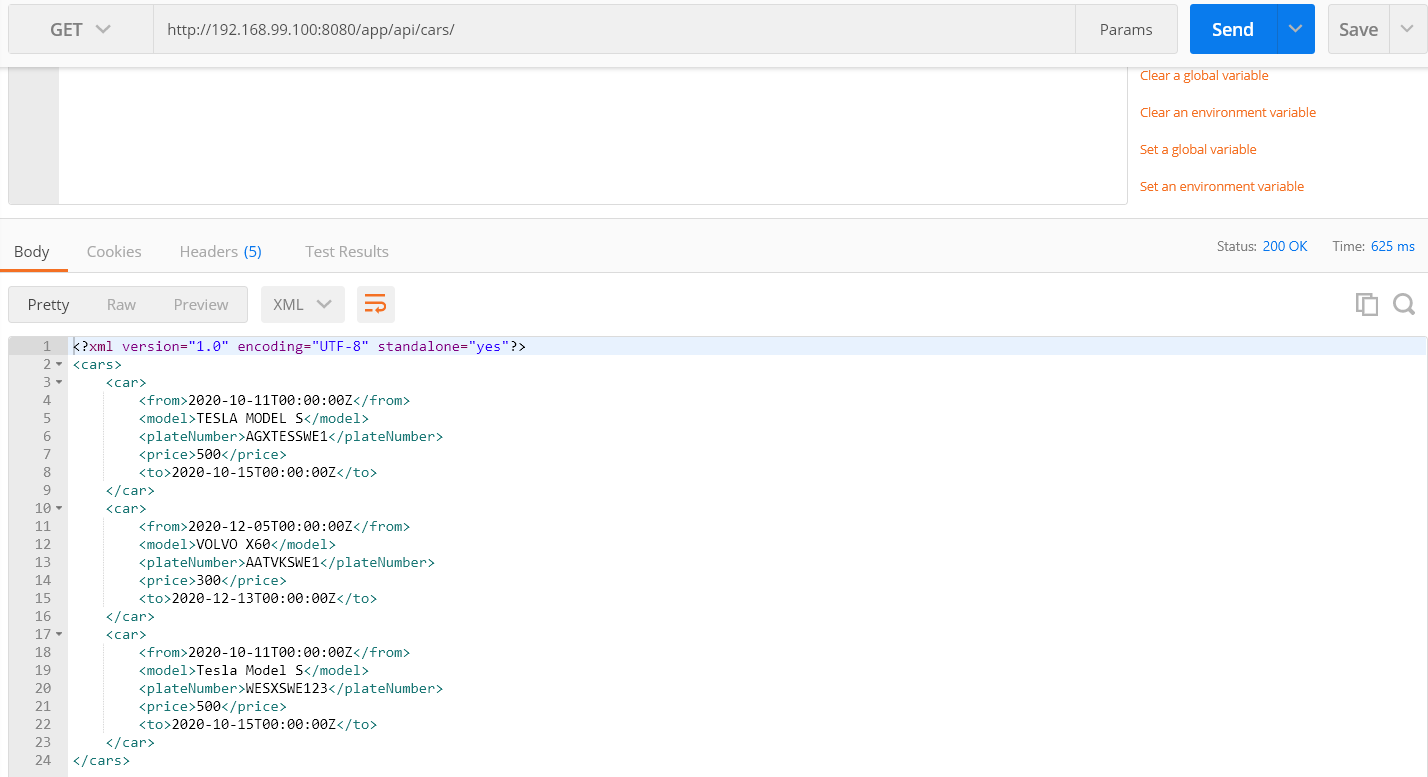 GET http://192.168.99.100:8080/app/api/cars/ Params Send Save
Clear a global variable
Clear an environment variable
Set a global variable
Set an environment variable
Body Cookies Headers (5) Test Results Status: 200 OK Time: 625 ms
Pretty Raw Preview XML
1 <?xml version="1.0" encoding="UTF-8" standalone="yes"?>
2 <cars>
3 <car>
4 <from>2020-10-11T00:00:00Z</from>
5 <model>TESLA MODEL S</model>
6 <plateNumber>AGXTESSWE1</plateNumber>
7 <price>500</price>
8 <to>2020-10-15T00:00:00Z</to>
9 </car>
10 <car>
11 <from>2020-12-05T00:00:00Z</from>
12 <model>VOLVO X60</model>
13 <plateNumber>AATVKSWE1</plateNumber>
14 <price>300</price>
15 <to>2020-12-13T00:00:00Z</to>
16 </car>
17 <car>
18 <from>2020-10-11T00:00:00Z</from>
19 <model>Tesla Model S</model>
20 <plateNumber>WESXSWE123</plateNumber>
21 <price>500</price>
22 <to>2020-10-15T00:00:00Z</to>
23 </car>
24 </cars>